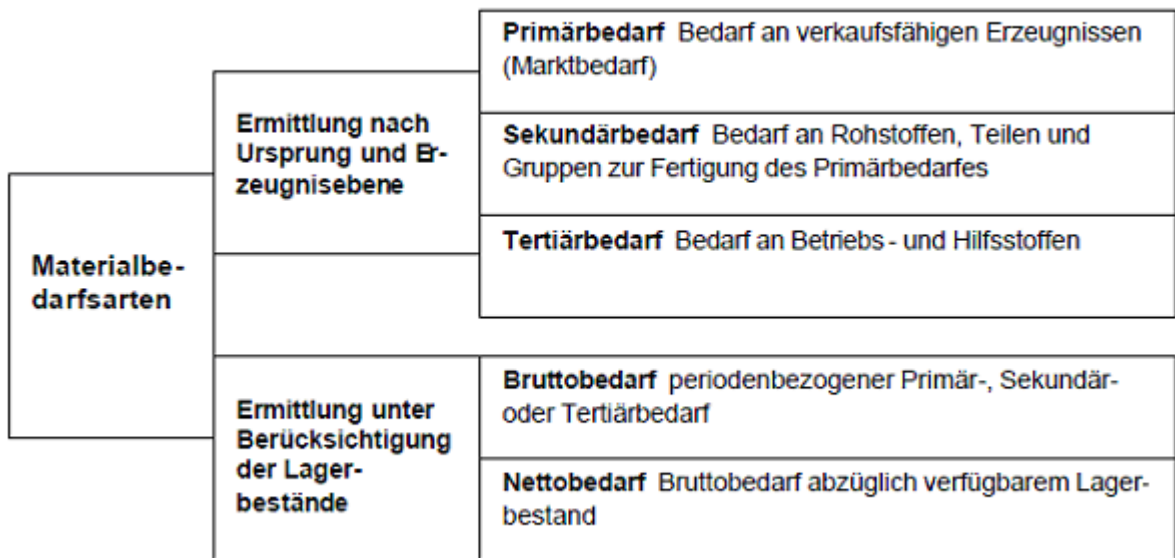 Materialbe-
darfsarten
Ermittlung nach
Ursprung und Er-
zeugnisebene
Primärbedarf Bedarf an verkaufsfähigen Erzeugnissen
(Marktbedarf)
Sekundärbedarf Bedarf an Rohstoffen, Teilen und
Gruppen zur Fertigung des Primärbedarfes
Tertiärbedarf Bedarf an Betriebs - und Hilfsstoffen
Ermittlung unter
Berücksichtigung
der Lager-
bestände
Bruttobedarf periodenbezogener Primär-, Sekundär-
oder Tertiärbedarf
Nettobedarf Bruttobedarf abzüglich verfügbarem Lager-
bestand